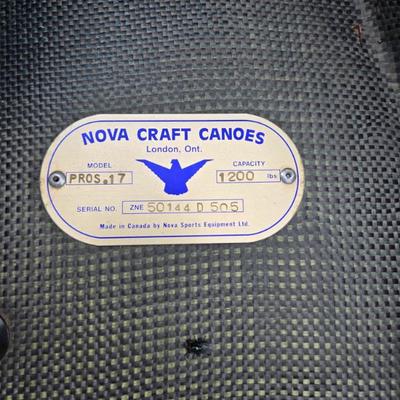 NOVA CRAFT CANOES
London, Ont.
MODEL CAPACITY
PROS.17 1200 lbs
SERIAL NO. ZNE 50144 D 505
Made in Canada by Nova Sports Equipment Ltd.